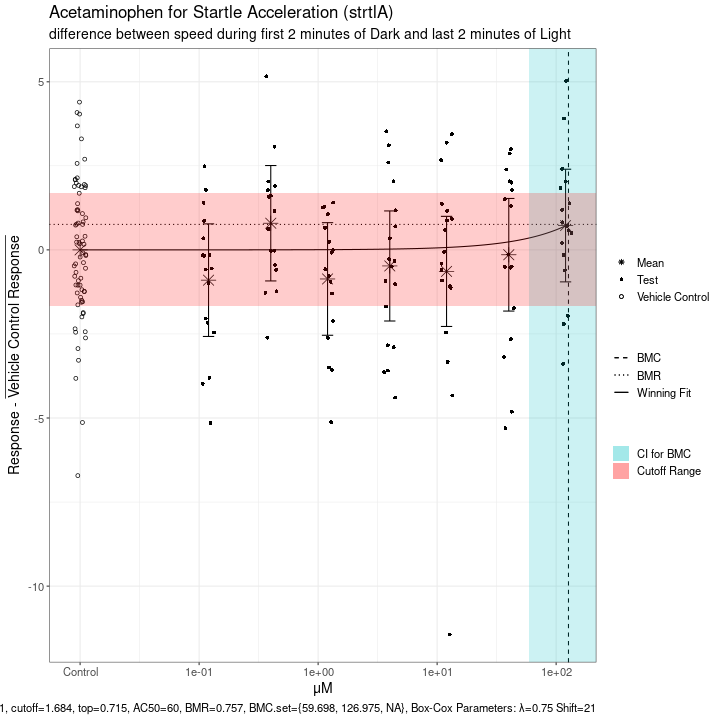 Acetaminophen for Startle Acceleration (strtlA)
difference between speed during first 2 minutes of Dark and last 2 minutes of Light
Response - Vehicle Control Response
5
0
-5
-10
Control
1e-01
1e+00
1e+01
1e+02
μM
Mean
Test
Vehicle Control
BMC
BMR
Winning Fit
CI for BMC
Cutoff Range
1, cutoff=1.684, top=0.715, AC50=60, BMR=0.757, BMC.set={59.698, 126.975, NA}, Box-Cox Parameters: λ=0.75 Shift=21